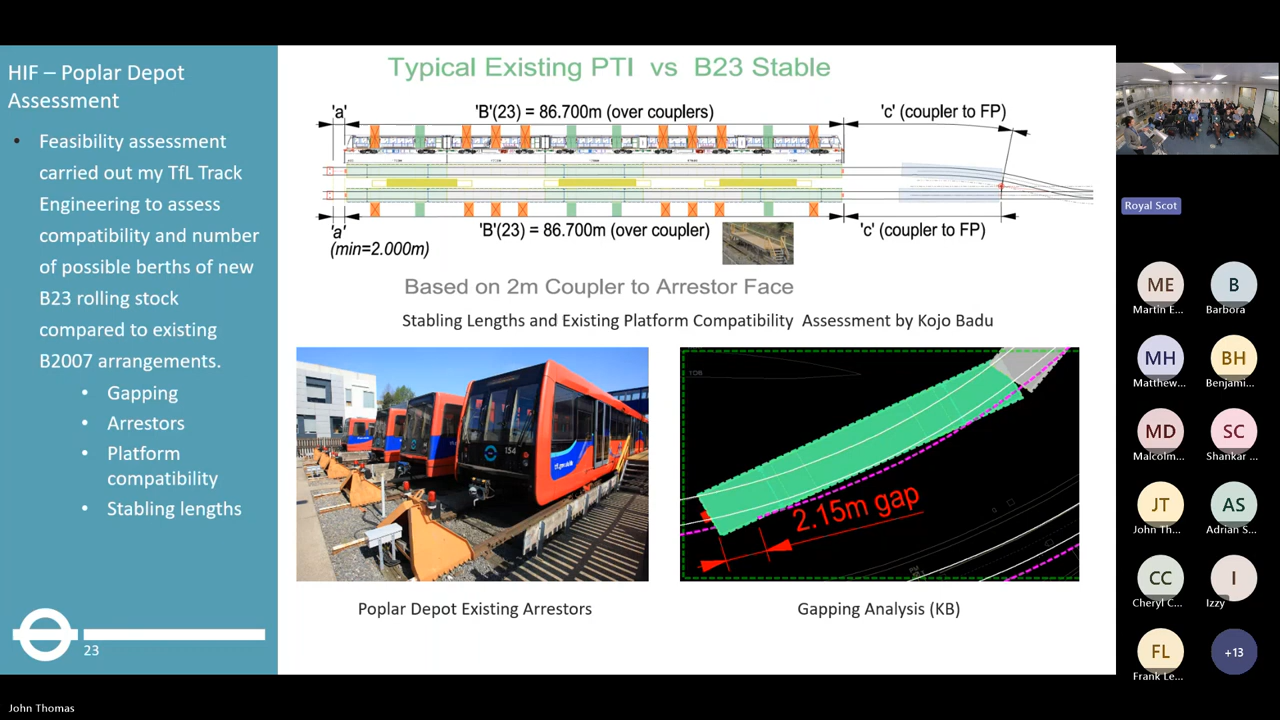 HIF – Poplar Depot
Assessment
• Feasibility assessment
carried out my TfL Track
Engineering to assess
compatibility and number
of possible berths of new
B23 rolling stock
compared to existing
B2007 arrangements.
• Gapping
• Arrestors
• Platform
compatibility
• Stabling lengths
23
Typical Existing PTI vs B23 Stable
'a'
'B'(23) = 86.700m (over couplers)
'c' (coupler to FP)
'a'
(min=2.000m)
'B'(23) = 86.700m (over coupler)
'c' (coupler to FP)
Based on 2m Coupler to Arrestor Face
Stabling Lengths and Existing Platform Compatibility Assessment by Kojo Badu
154
2.15m gap
Poplar Depot Existing Arrestors
Gapping Analysis (KB)
Royal Scot
ME
Martin E...
B
Barbora
MH
Matthew...
BH
Benjami...
MD
Malcolm...
SC
Shankar ...
JT
John Th...
AS
Adrian S...
CC
Cheryl C...
I
Izzy
FL
Frank Le...
+13
John Thomas